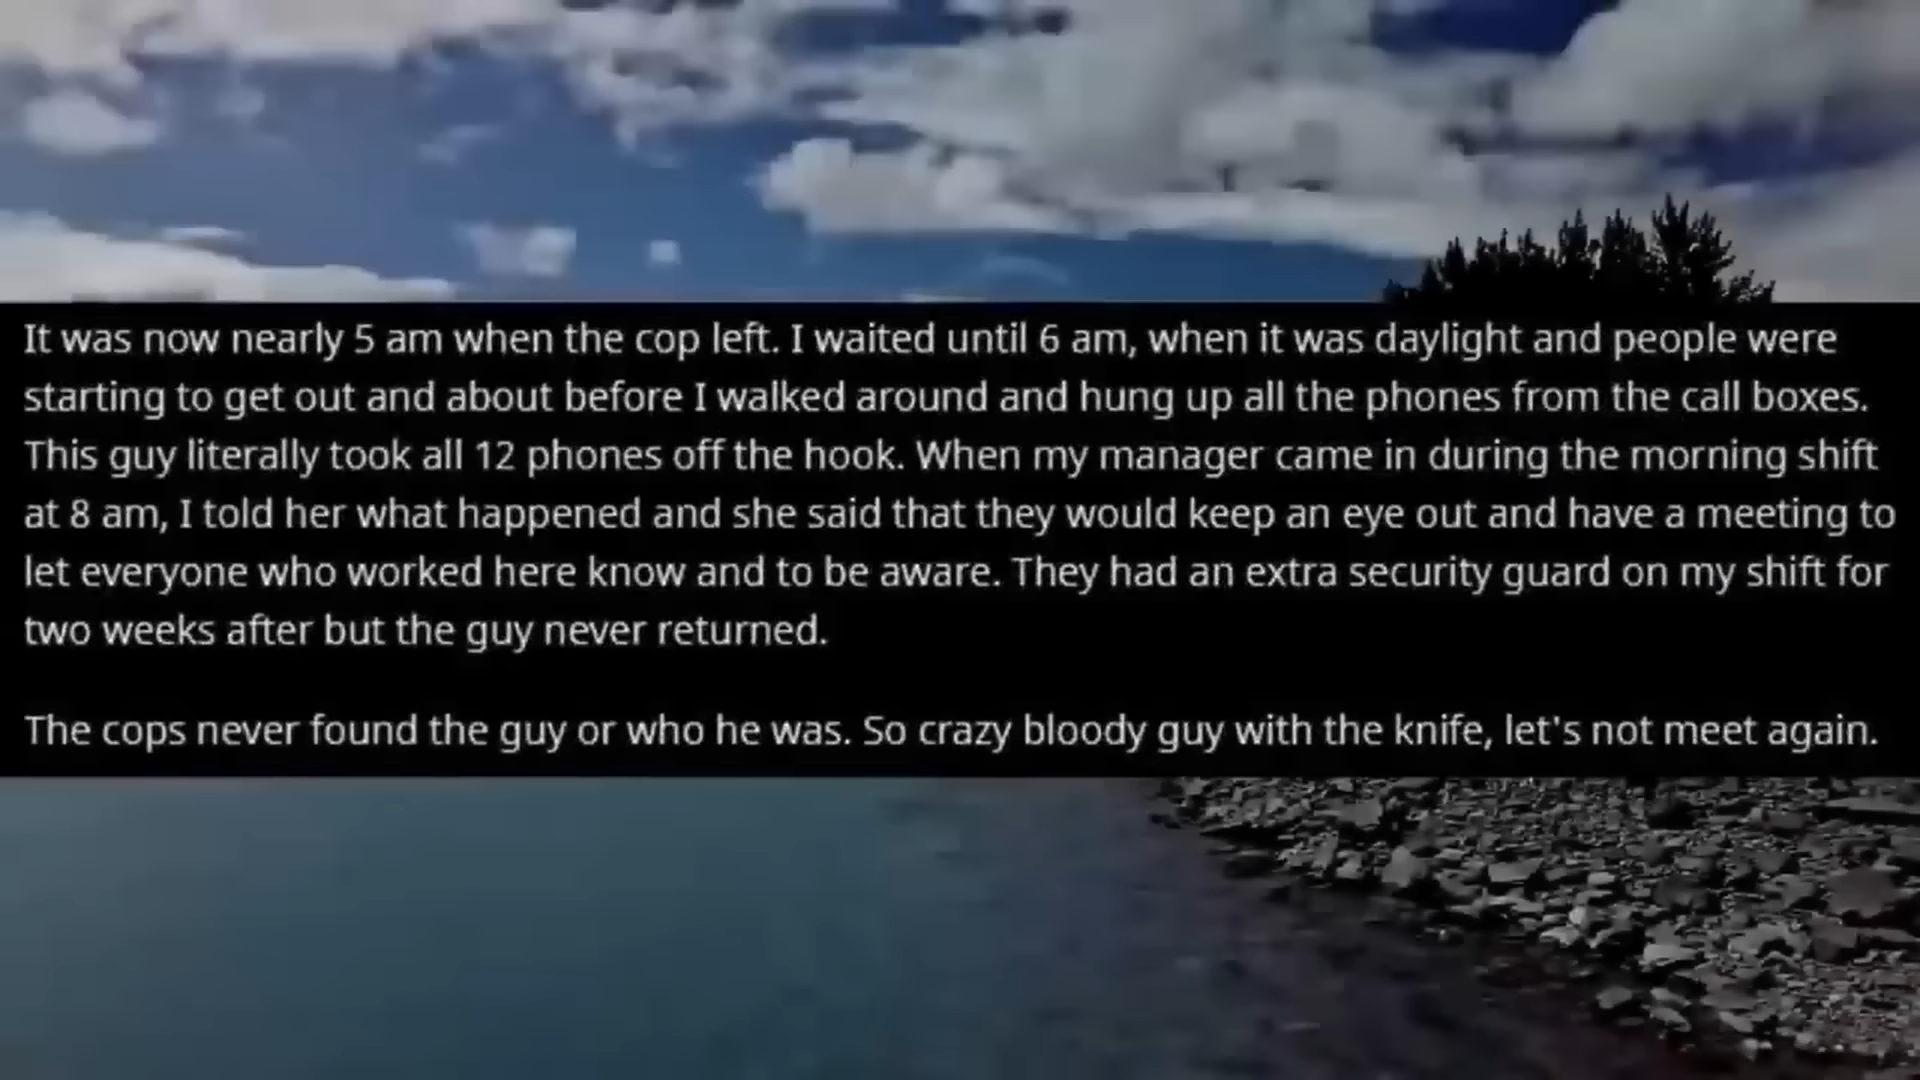 It was now nearly 5 am when the cop left. I waited until 6 am, when it was daylight and people were
starting to get out and about before I walked around and hung up all the phones from the call boxes.
This guy literally took all 12 phones off the hook. When my manager came in during the morning shift
at 8 am, I told her what happened and she said that they would keep an eye out and have a meeting to
let everyone who worked here know and to be aware. They had an extra security guard on my shift for
two weeks after but the guy never returned.
The cops never found the guy or who he was. So crazy bloody guy with the knife, let's not meet again.